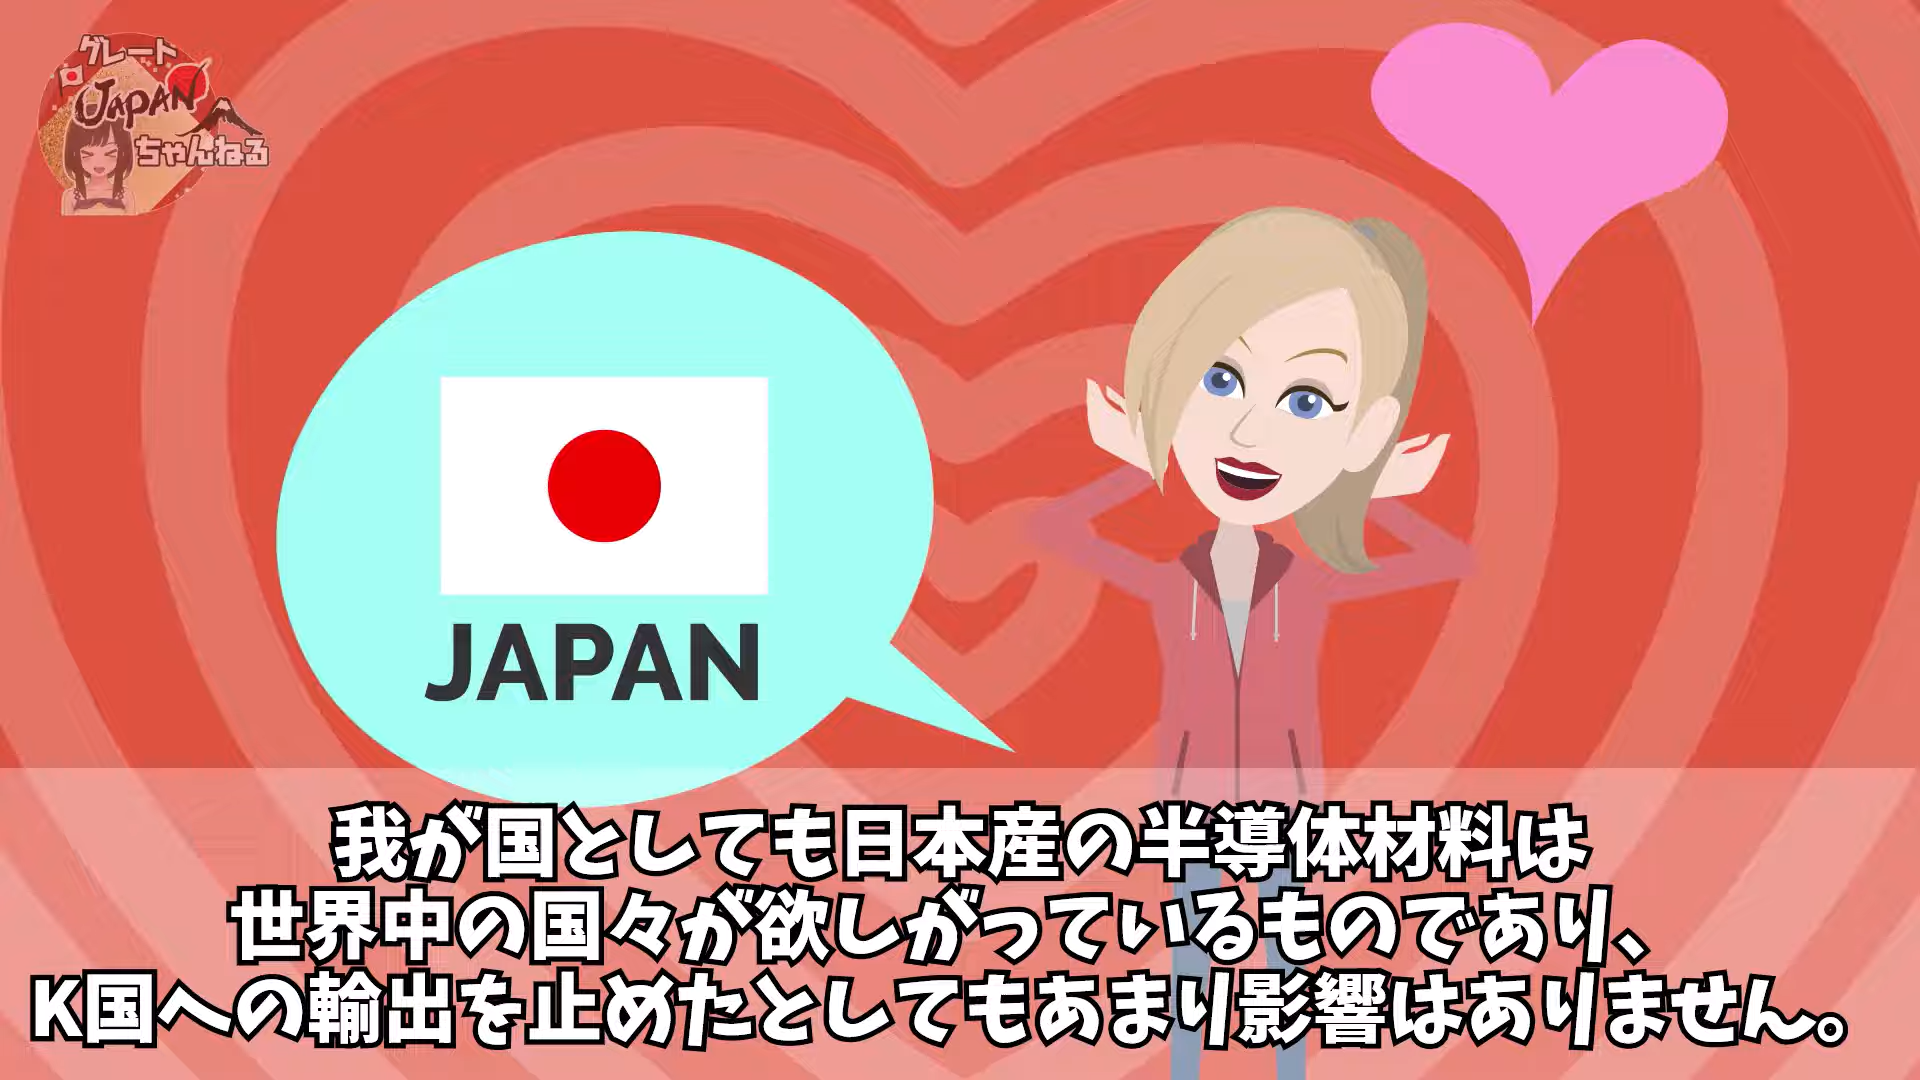 グレート
JAPAN
ちゃんねる
JAPAN
我が国としても日本産の半導体材料は
世界中の国々が欲しがっているものであり、
K国への輸出を止めたとしてもあまり影響はありません。